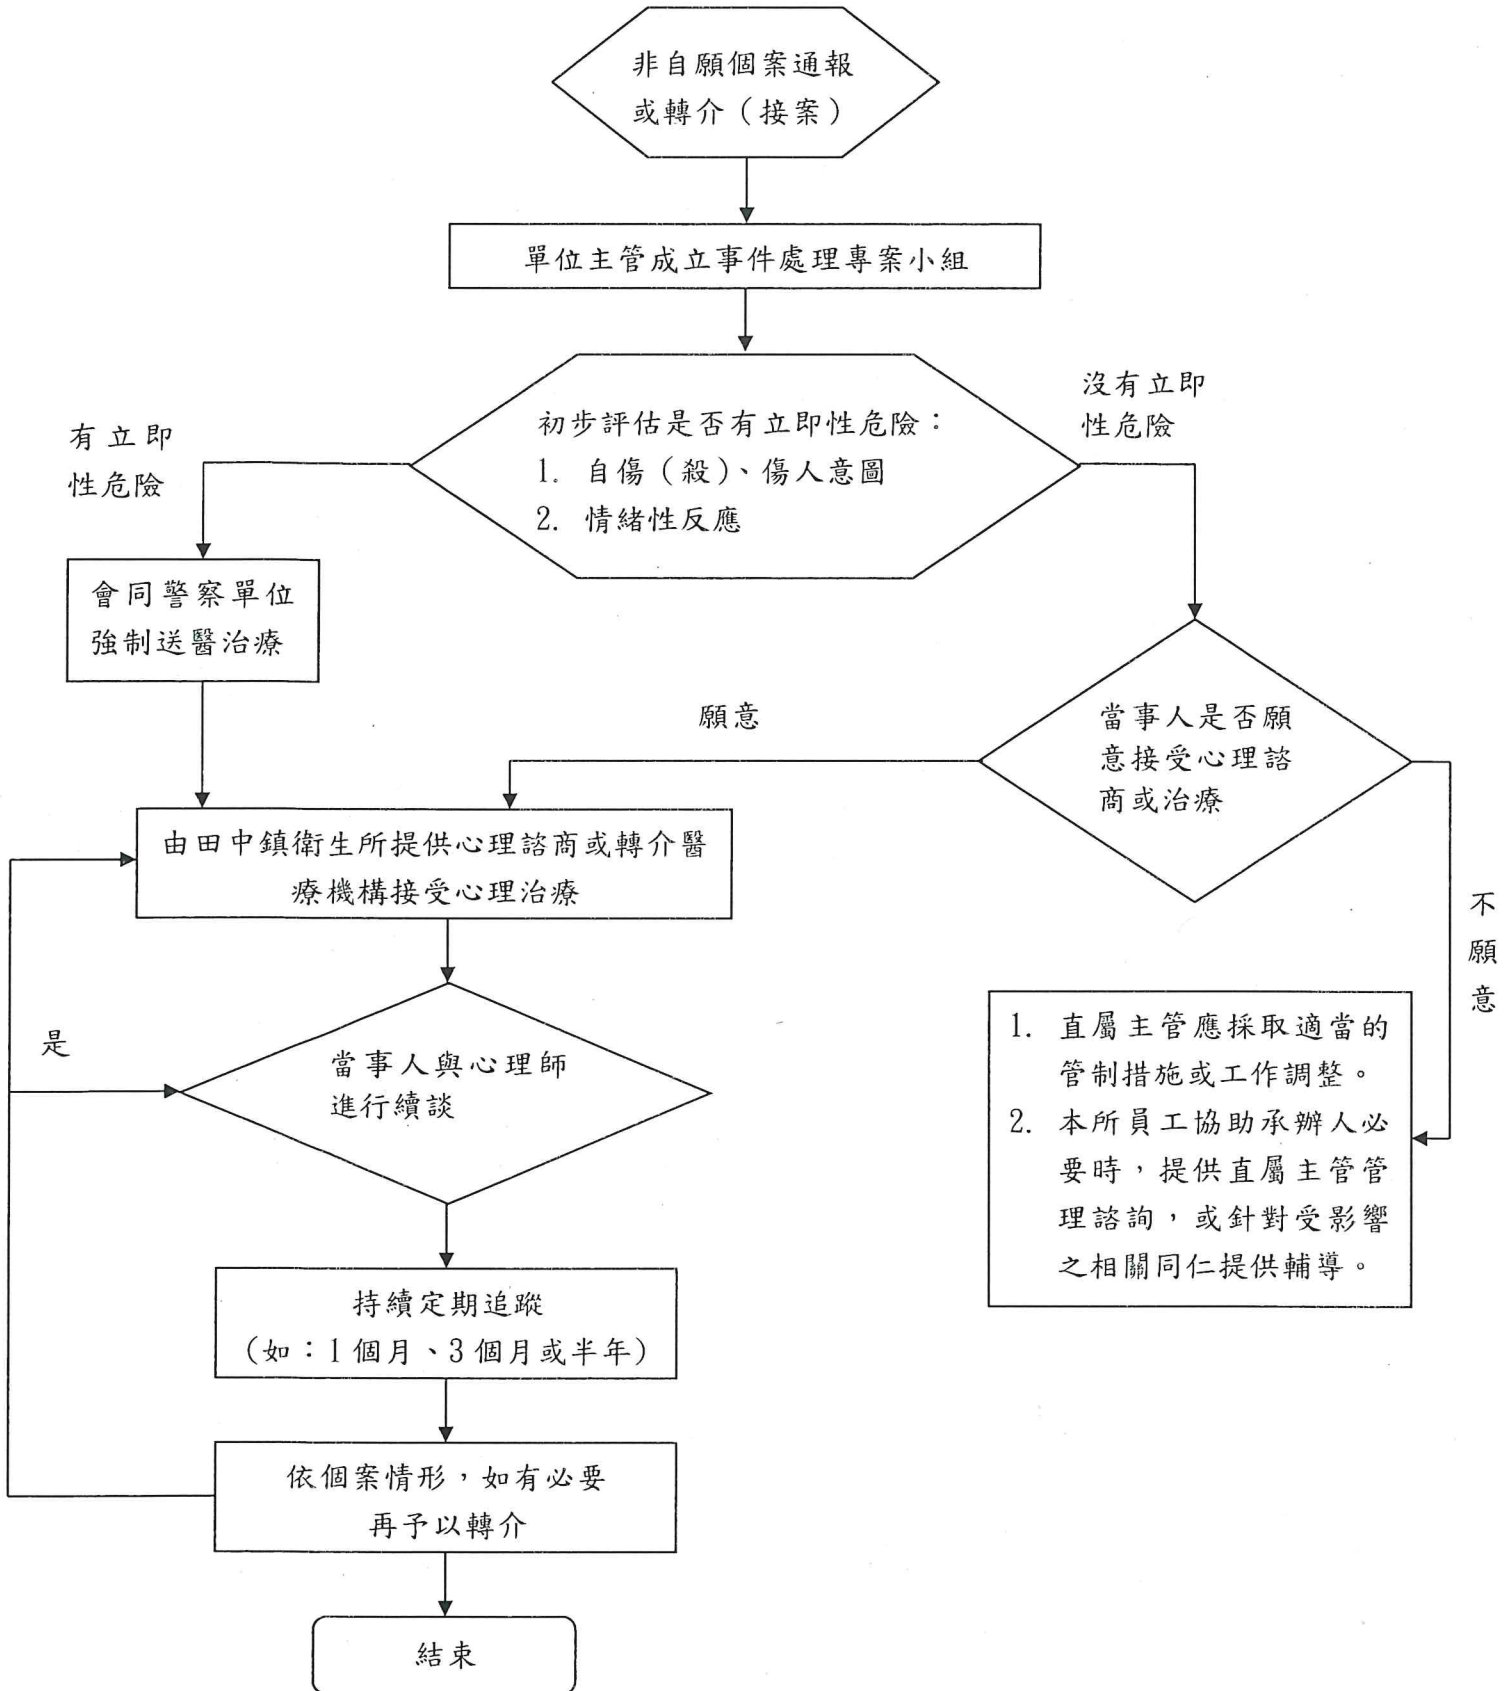 非自願個案通報
或轉介（接案）
單位主管成立事件處理專案小組
沒有立即
性危險
有立即
性危險
初步評估是否有立即性危險：
1. 自傷（殺）、傷人意圖
2. 情緒性反應
會同警察單位
強制送醫治療
願意
當事人是否願
意接受心理諮
商或治療
由田中鎮衛生所提供心理諮商或轉介醫
療機構接受心理治療
不
願
意
是
當事人與心理師
進行續談
1. 直屬主管應採取適當的
管制措施或工作調整。
2. 本所員工協助承辦人必
要時，提供直屬主管管
理諮詢，或針對受影響
之相關同仁提供輔導。
持續定期追蹤
(如：1個月、3個月或半年)
依個案情形，如有必要
再予以轉介
結束